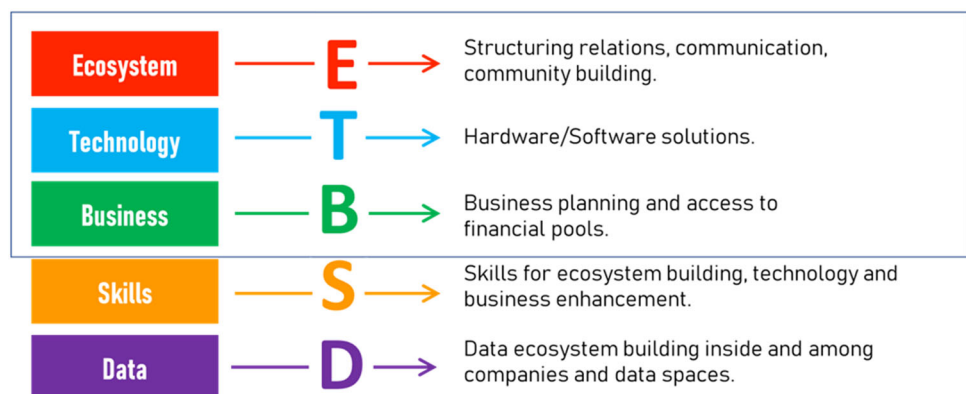 Ecosystem
E
Structuring relations, communication,
community building.
Technology
T
Hardware/Software solutions.
Business
B
Business planning and access to
financial pools.
Skills
S
Skills for ecosystem building, technology and
business enhancement.
Data
D
Data ecosystem building inside and among
companies and data spaces.